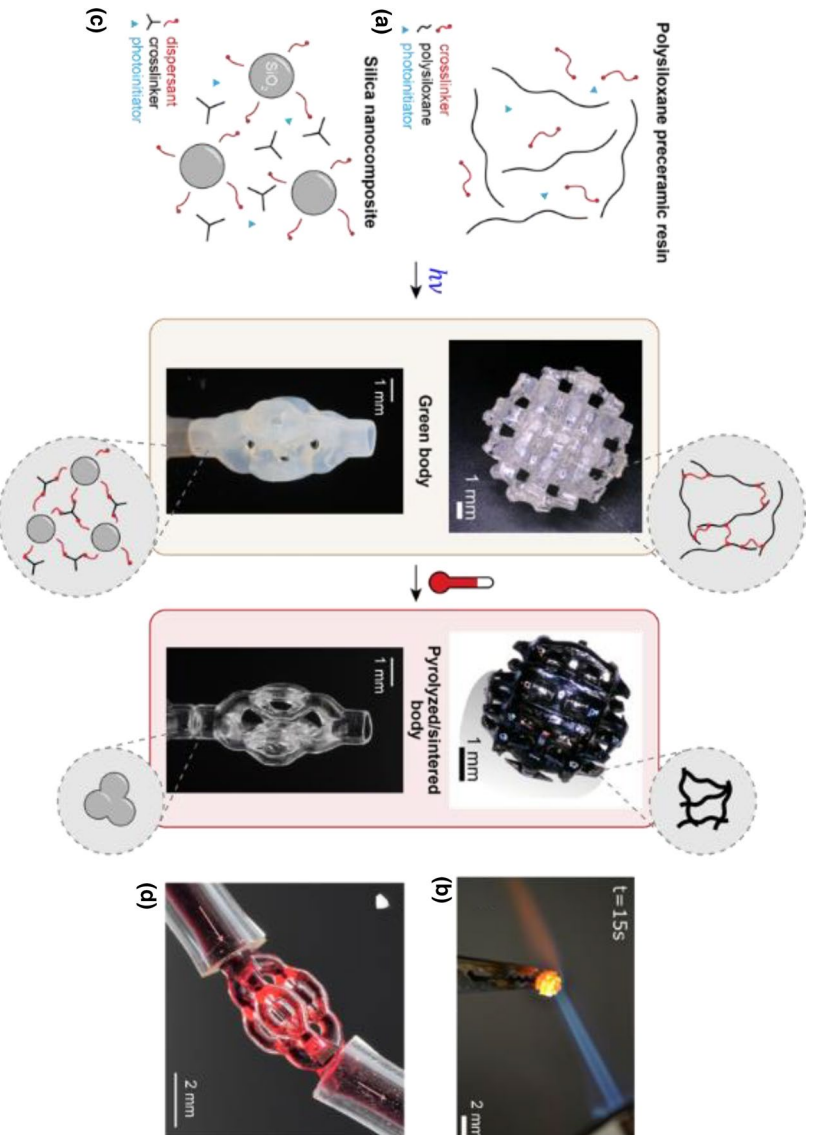 Polysiloxane preceramic resin
(a)
crosslinker
polysiloxane
photoinitiator
hν
Green body
1 mm
Pyrolyzed/sintered
body
1 mm
(b)
t=15s
2 mm
Silica nanocomposite
(c)
SiO₂
dispersant
crosslinker
photoinitiator
1 mm
1 mm
(d)
2 mm